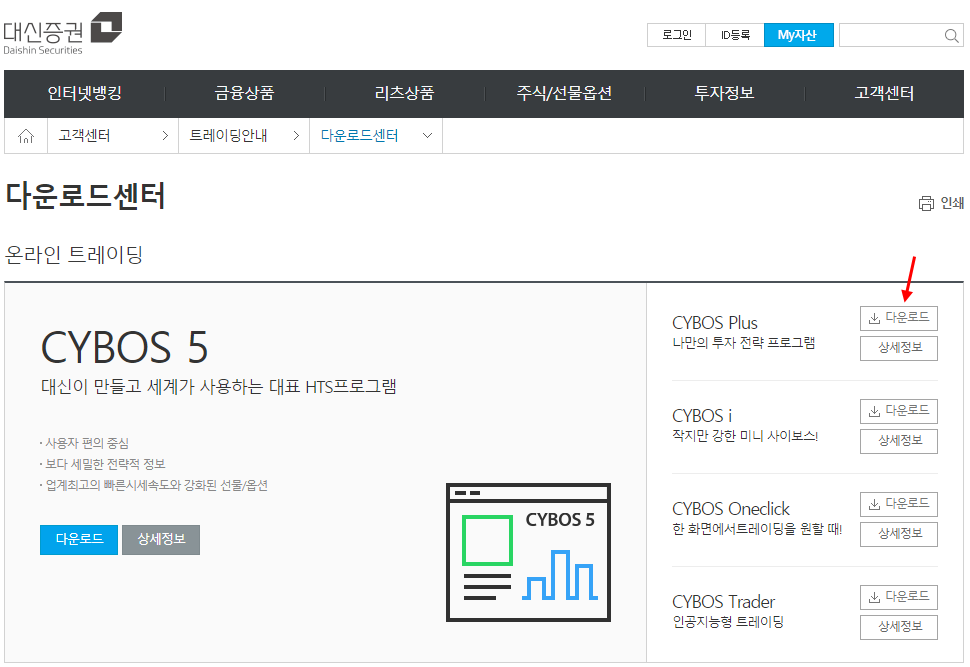 대신증권
Daishin Securities
로그인 ID등록 My자산
인터넷뱅킹 금융상품 리츠상품 주식/선물옵션 투자정보 고객센터
고객센터 트레이딩안내 다운로드센터
다운로드센터
인쇄
온라인 트레이딩
CYBOS 5
대신이 만들고 세계가 사용하는 대표 HTS프로그램
· 사용자 편의 중심
· 보다 세밀한 전략적 정보
· 업계최고의 빠른시세속도와 강화된 선물/옵션
다운로드 상세정보
CYBOS 5
CYBOS Plus
나만의 투자 전략 프로그램
다운로드
상세정보
CYBOS i
작지만 강한 미니 사이보스!
다운로드
상세정보
CYBOS Oneclick
한 화면에서트레이딩을 원할 때!
다운로드
상세정보
CYBOS Trader
인공지능형 트레이딩
다운로드
상세정보